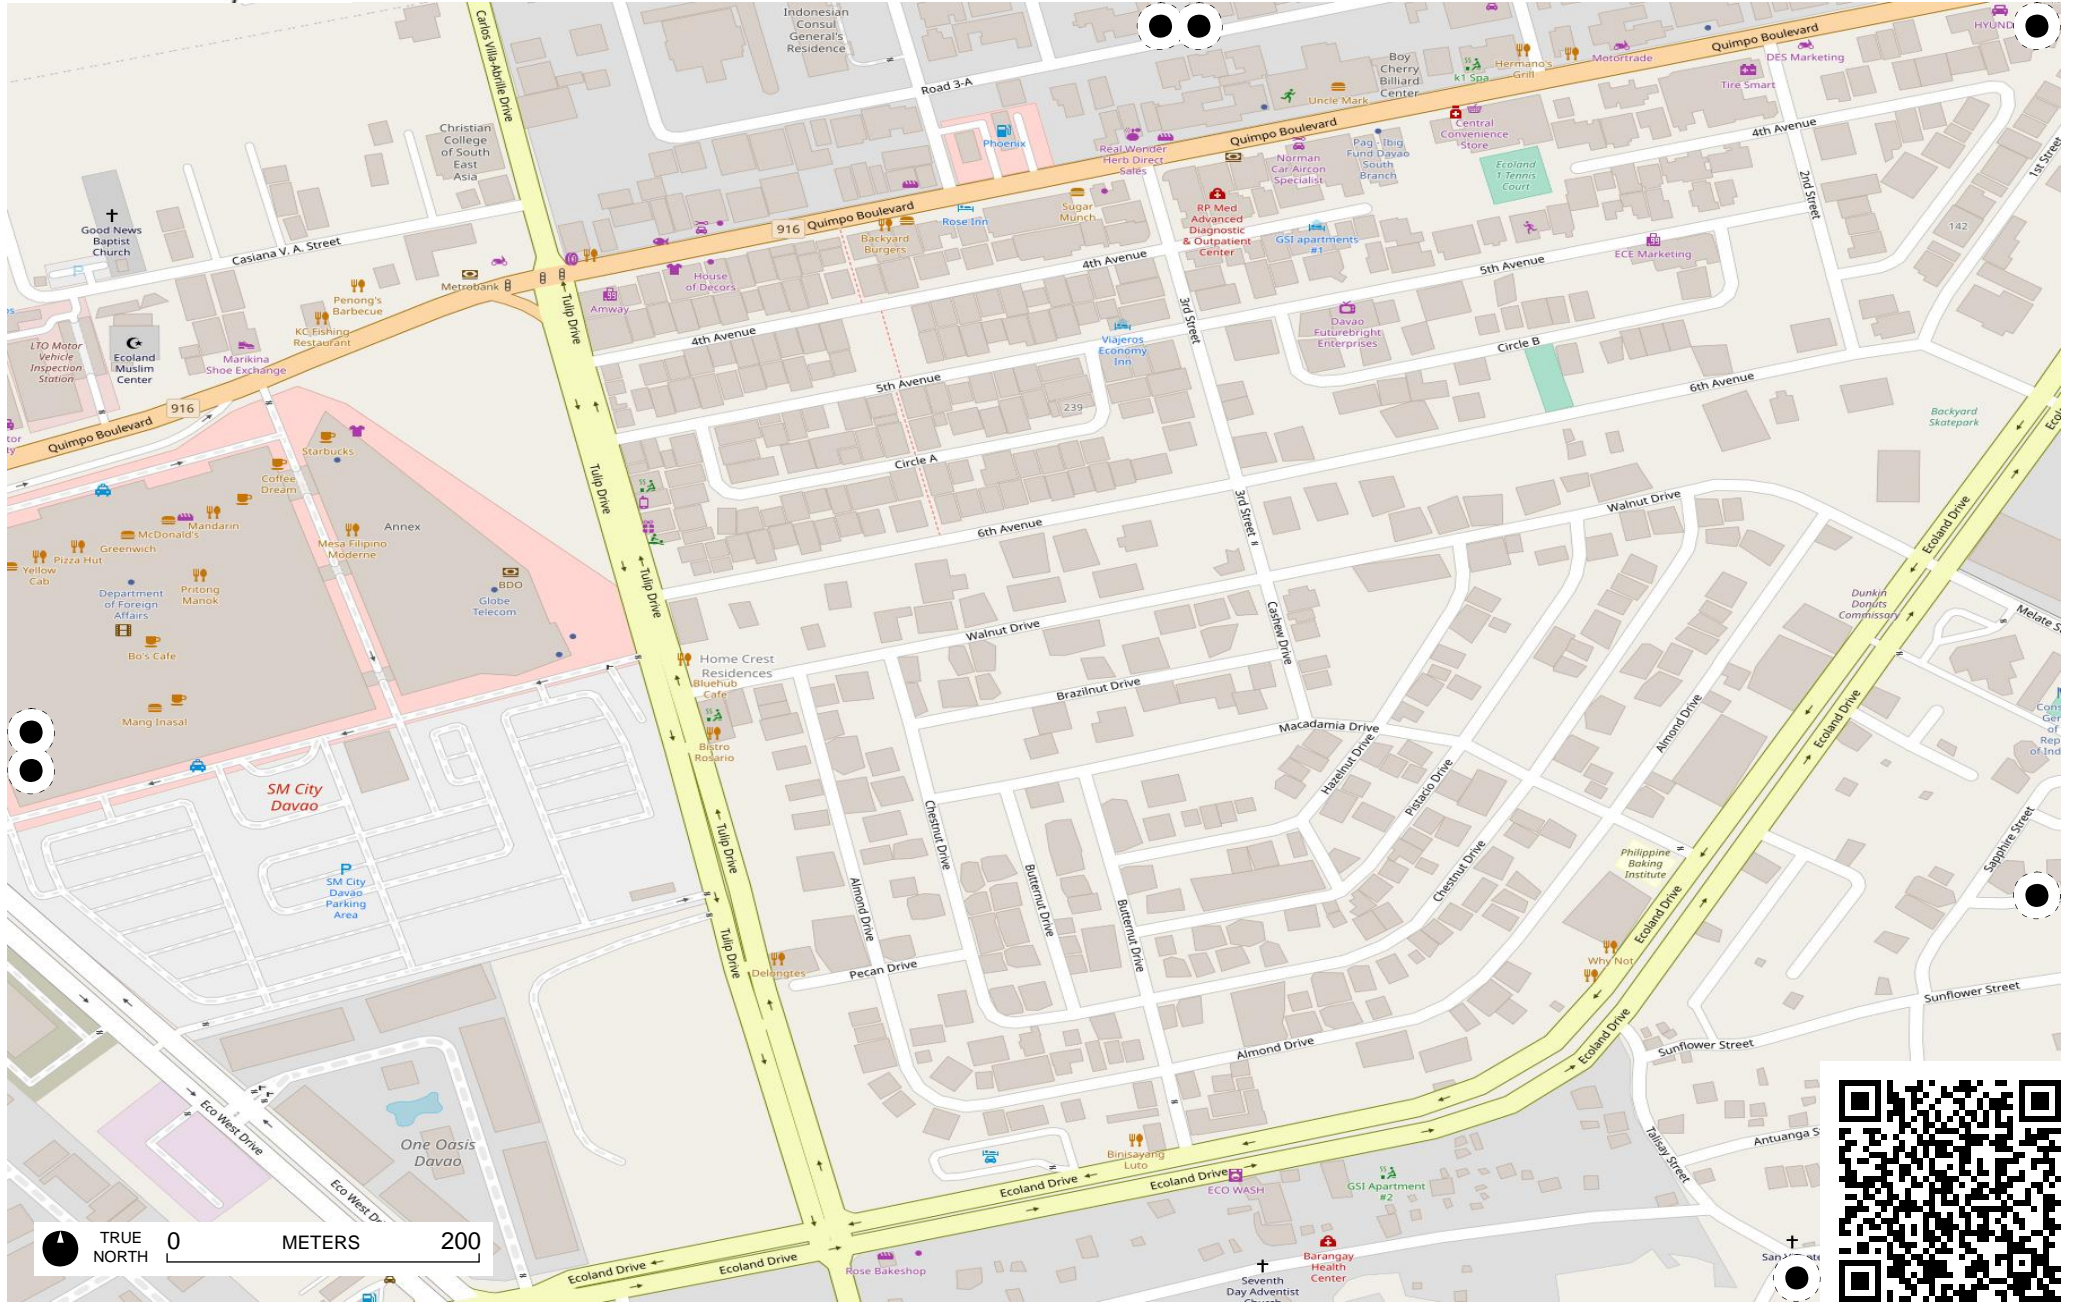 Carlos Villa-Abrille Drive
Indonesian
Consul
General's
Residence
Road 3-A
Quimpo Boulevard
HYUND
DES Marketing
Motortrade
Hermano's
Grill
k1 Spa
Boy
Cherry
Billiard
Center
Uncle Mark
Tire Smart
Christian
College
of South
East
Asia
Phoenix
Real Wonder
Herb Direct
Sales
Quimpo Boulevard
Norman
Car Aircon
Specialist
Pag - Ibig
Fund Davao
South
Branch
Central
Convenience
Store
4th Avenue
1st Street
Ecoland
1 Tennis
Court
2nd Street
Good News
Baptist
Church
P
Casiana V. A. Street
916
Quimpo Boulevard
Backyard
Burgers
Rose Inn
Sugar
Munch
RP Med
Advanced
Diagnostic
& Outpatient
Center
GSI apartments
#1
142
ECE Marketing
5th Avenue
4th Avenue
Metrobank
House
of Decors
Amway
Tulip Drive
Penong's
Barbecue
KC Fishing
Restaurant
Marikina
Shoe Exchange
Ecoland
Muslim
Center
LTO Motor
Vehicle
Inspection
Station
4th Avenue
3rd Street
Viajeros
Economy
Inn
Davao
Futurebright
Enterprises
Circle B
6th Avenue
5th Avenue
239
Backyard
Skatepark
916
Quimpo Boulevard
Starbucks
Coffee
Dream
Circle A
Tulip Drive
6th Avenue
3rd Street
Walnut Drive
Ecoland Drive
Mandarin
McDonald's
Greenwich
Pizza Hut
Yellow
Cab
Annex
Mesa Filipino
Moderne
Pritong
Manok
Department
of Foreign
Affairs
BDO
Globe
Telecom
Bo's Cafe
Mang Inasal
Tulip Drive
Walnut Drive
Cashew Drive
Dunkin
Donuts
Commissary
Melate S
Home Crest
Residences
Bluehub
Cafe
Bistro
Rosario
Brazilnut Drive
Macadamia Drive
Hazelnut Drive
Pistacio Drive
Almond Drive
Ecoland Drive
Cons
Gen
of
Rep
of Ind
SM City
Davao
P
SM City
Davao
Parking
Area
Tulip Drive
Chestnut Drive
Butternut Drive
Almond Drive
Butternut Drive
Chestnut Drive
Philippine
Baking
Institute
Sapphire Street
Ecoland Drive
Tulip Drive
Delongtes
Pecan Drive
Why Not
Sunflower Street
Sunflower Street
Ecoland Drive
Almond Drive
Eco West Drive
One Oasis
Davao
Eco West Dr
Binisayang
Luto
Ecoland Drive
Ecoland Drive
ECO WASH
GSI Apartment
#2
Talisay Street
Antuanga S
TRUE
NORTH
0 METERS 200
Ecoland Drive
Ecoland Drive
Rose Bakeshop
Barangay
Health
Center
Seventh
Day Adventist
Church